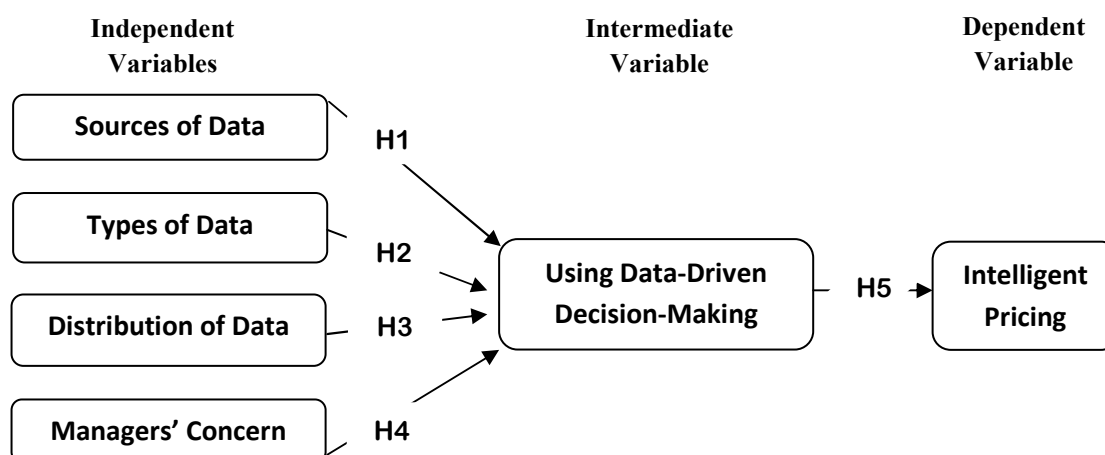 Independent
Variables
Intermediate
Variable
Dependent
Variable
Sources of Data
H1
Types of Data
H2
Using Data-Driven
Decision-Making
H5
Intelligent
Pricing
Distribution of Data
H3
Managers’ Concern
H4